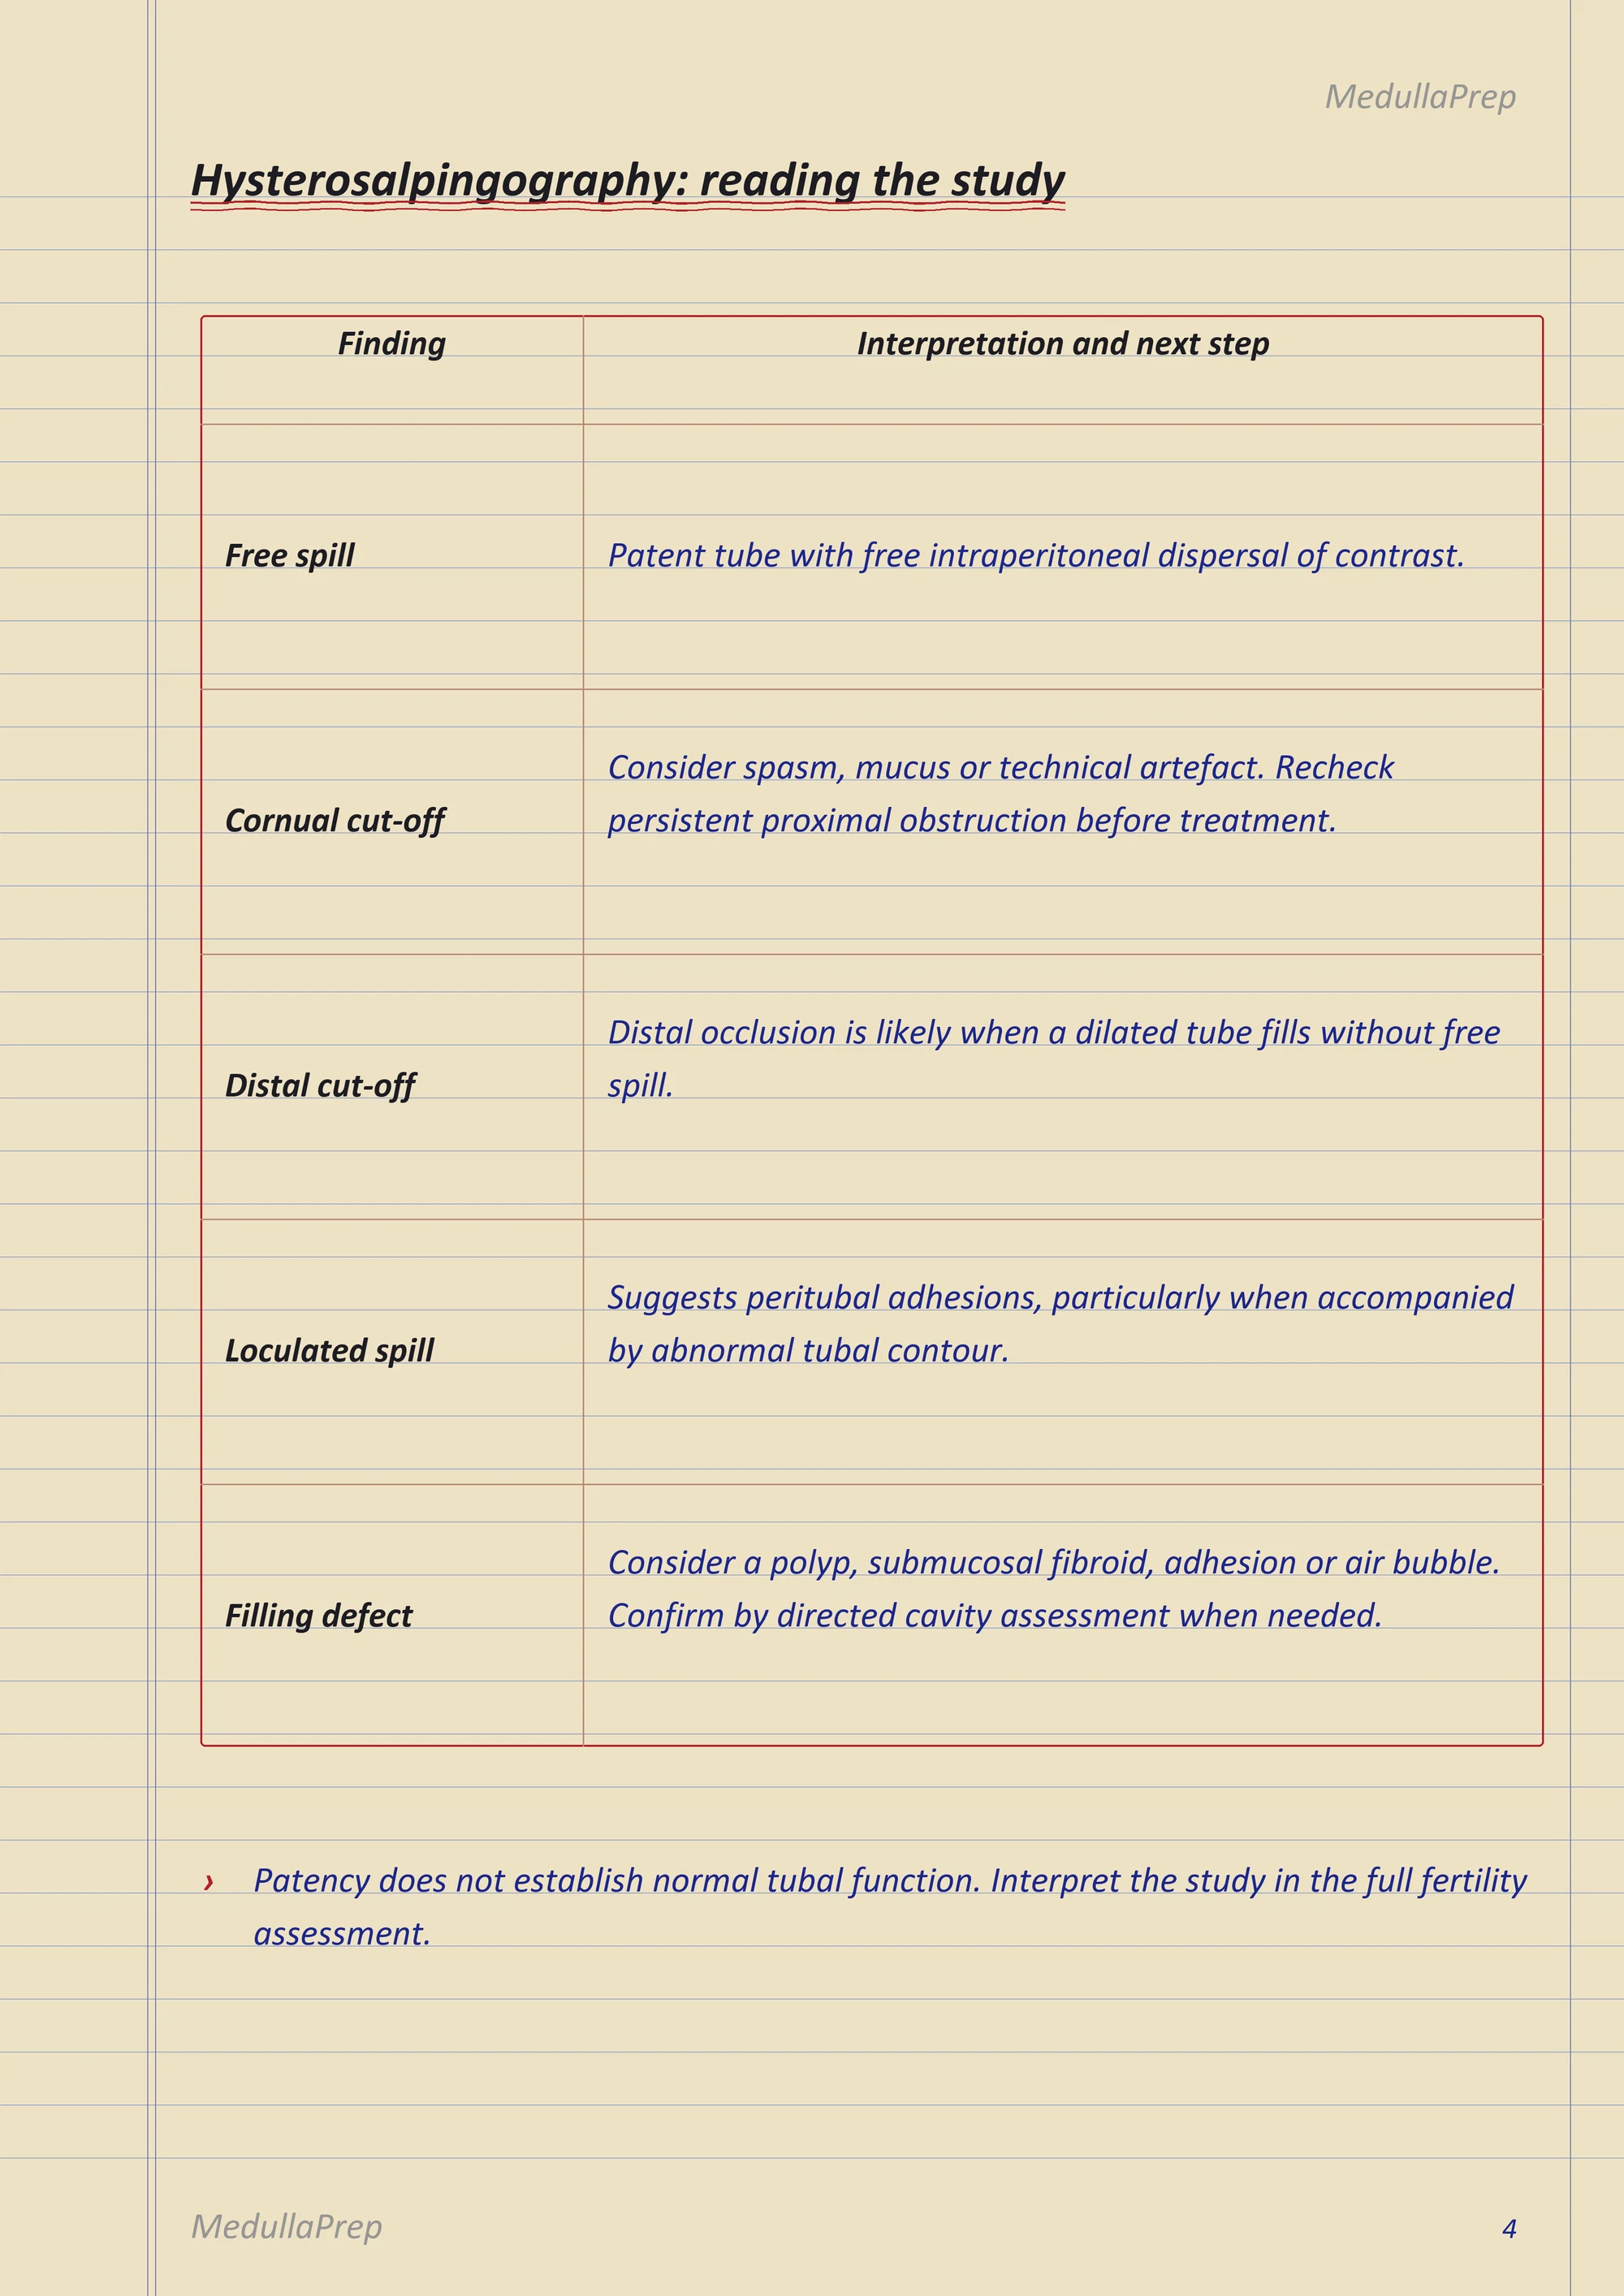 MedullaPrep
Hysterosalpingography: reading the study
Finding
Interpretation and next step
Free spill
Patent tube with free intraperitoneal dispersal of contrast.
Cornual cut-off
Consider spasm, mucus or technical artefact. Recheck
persistent proximal obstruction before treatment.
Distal cut-off
Distal occlusion is likely when a dilated tube fills without free
spill.
Loculated spill
Suggests peritubal adhesions, particularly when accompanied
by abnormal tubal contour.
Filling defect
Consider a polyp, submucosal fibroid, adhesion or air bubble.
Confirm by directed cavity assessment when needed.
› Patency does not establish normal tubal function. Interpret the study in the full fertility
assessment.
MedullaPrep
4